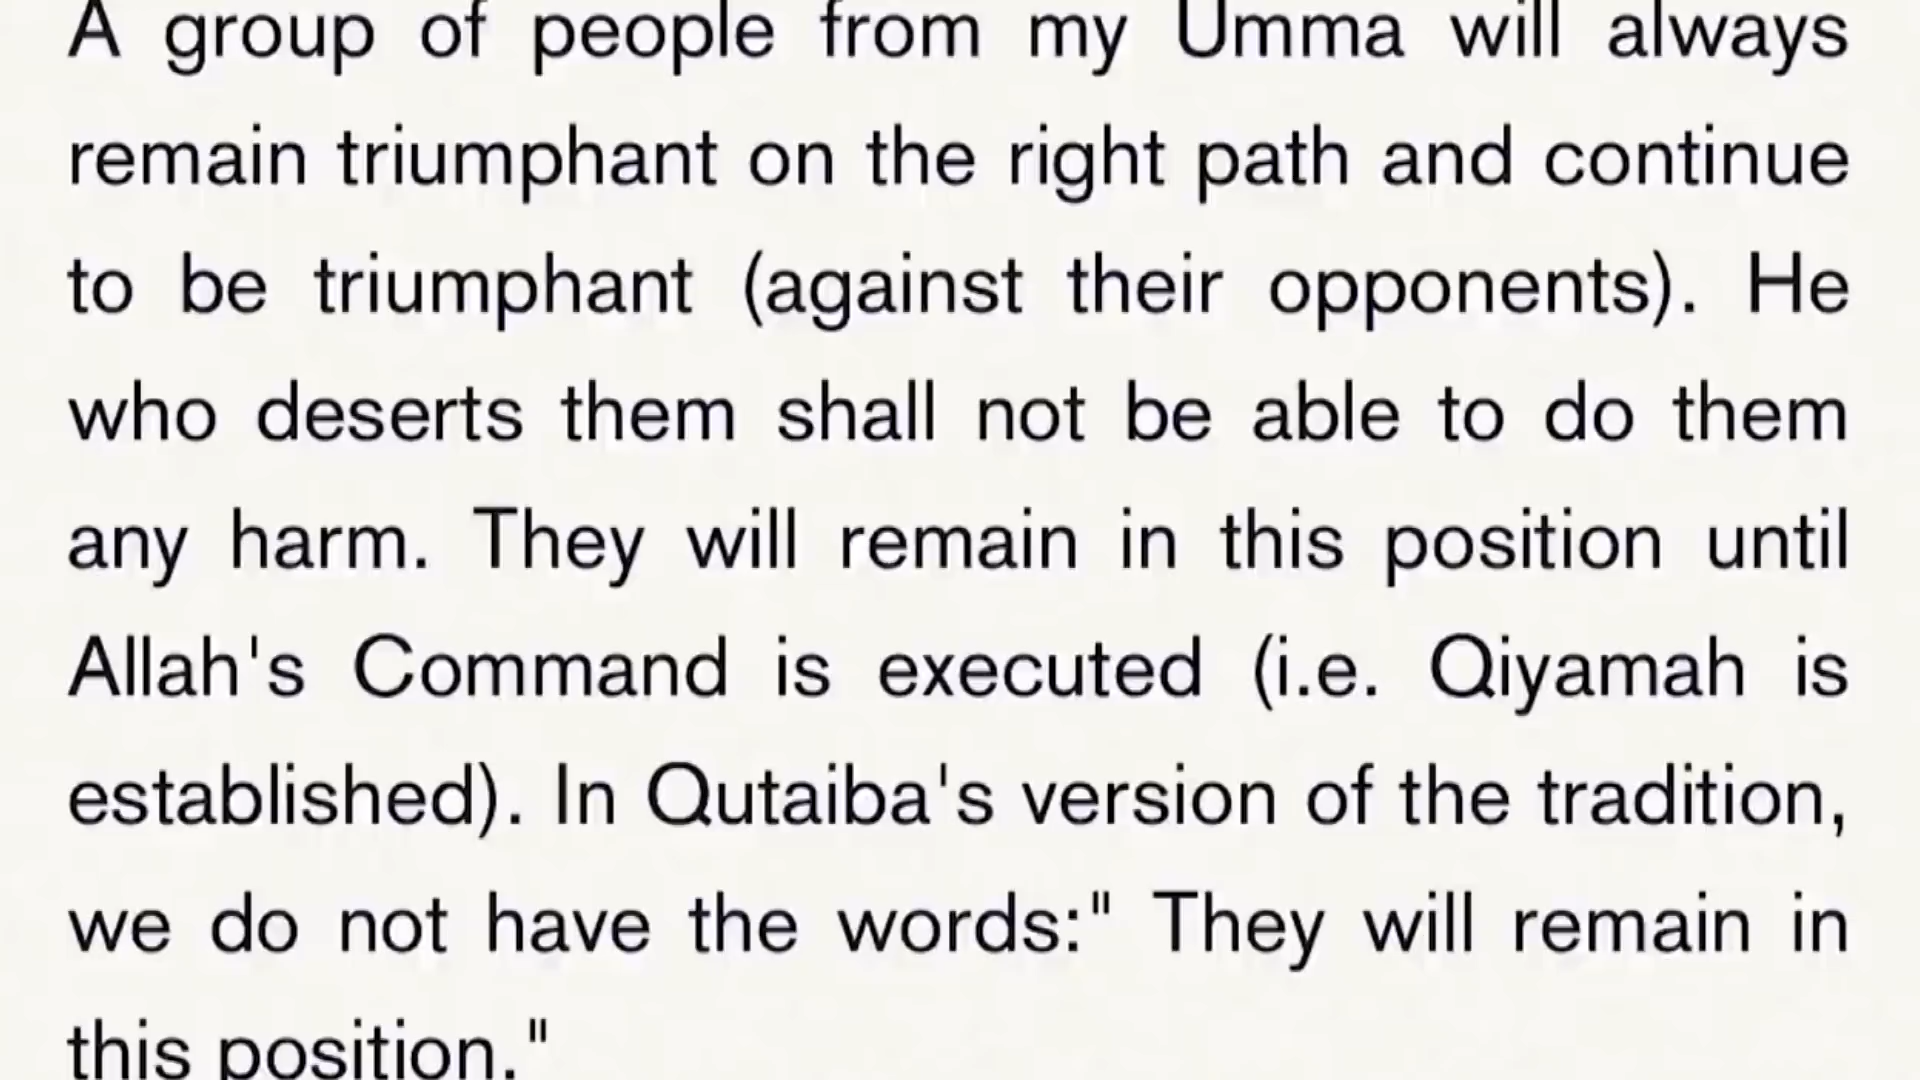 A group of people from my Umma will always
remain triumphant on the right path and continue
to be triumphant (against their opponents). He
who deserts them shall not be able to do them
any harm. They will remain in this position until
Allah's Command is executed (i.e. Qiyamah is
established). In Qutaiba's version of the tradition,
we do not have the words:" They will remain in
this position."